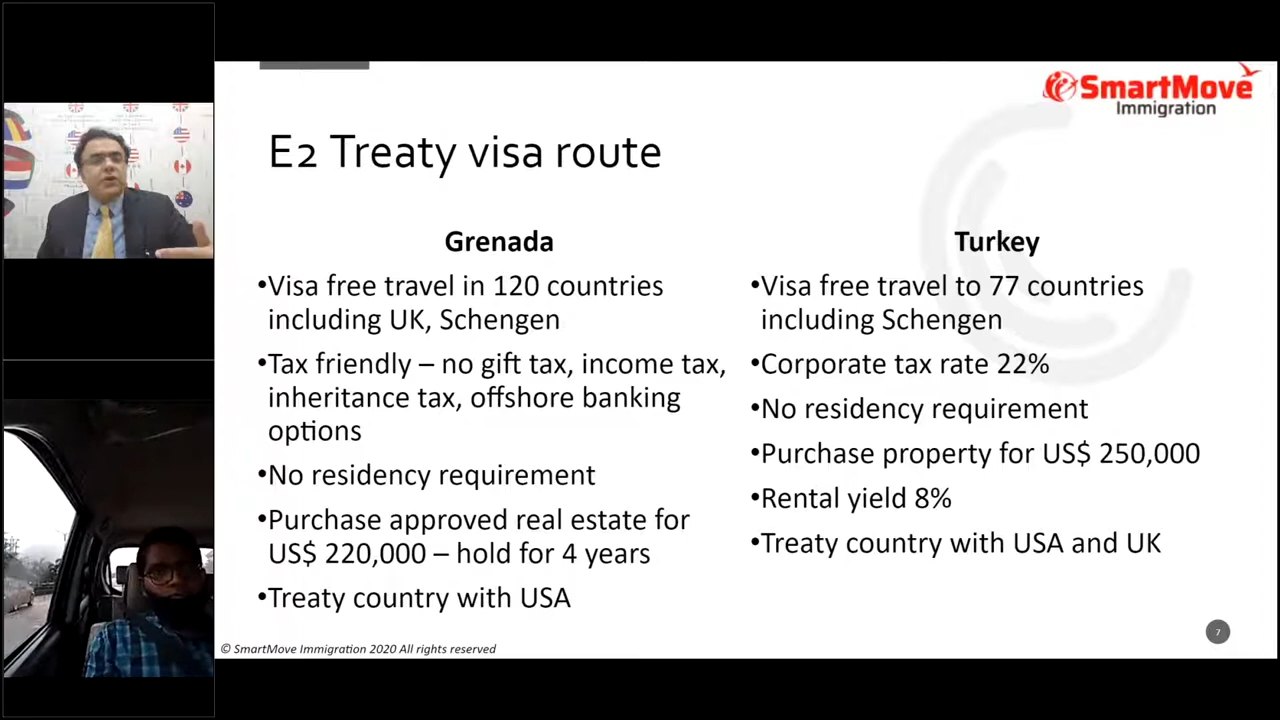 SmartMove
Immigration
E2 Treaty visa route
Grenada
•Visa free travel in 120 countries
including UK, Schengen
•Tax friendly – no gift tax, income tax,
inheritance tax, offshore banking
options
•No residency requirement
•Purchase approved real estate for
US$ 220,000 – hold for 4 years
•Treaty country with USA
Turkey
•Visa free travel to 77 countries
including Schengen
•Corporate tax rate 22%
•No residency requirement
•Purchase property for US$ 250,000
•Rental yield 8%
•Treaty country with USA and UK
© SmartMove Immigration 2020 All rights reserved
7